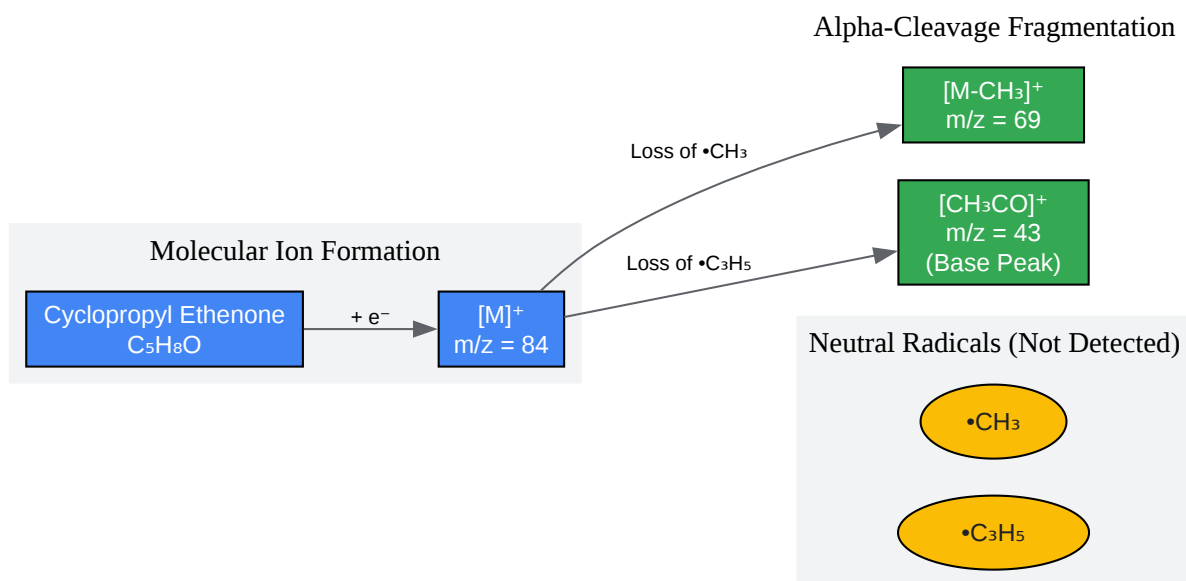 Alpha-Cleavage Fragmentation
[M-CH₃]⁺
m/z = 69
Loss of •CH₃
[CH₃CO]⁺
m/z = 43
(Base Peak)
Loss of •C₃H₅
Molecular Ion Formation
Cyclopropyl Ethenone
C₅H₈O
+ e⁻
[M]⁺
m/z = 84
Neutral Radicals (Not Detected)
•CH₃
•C₃H₅